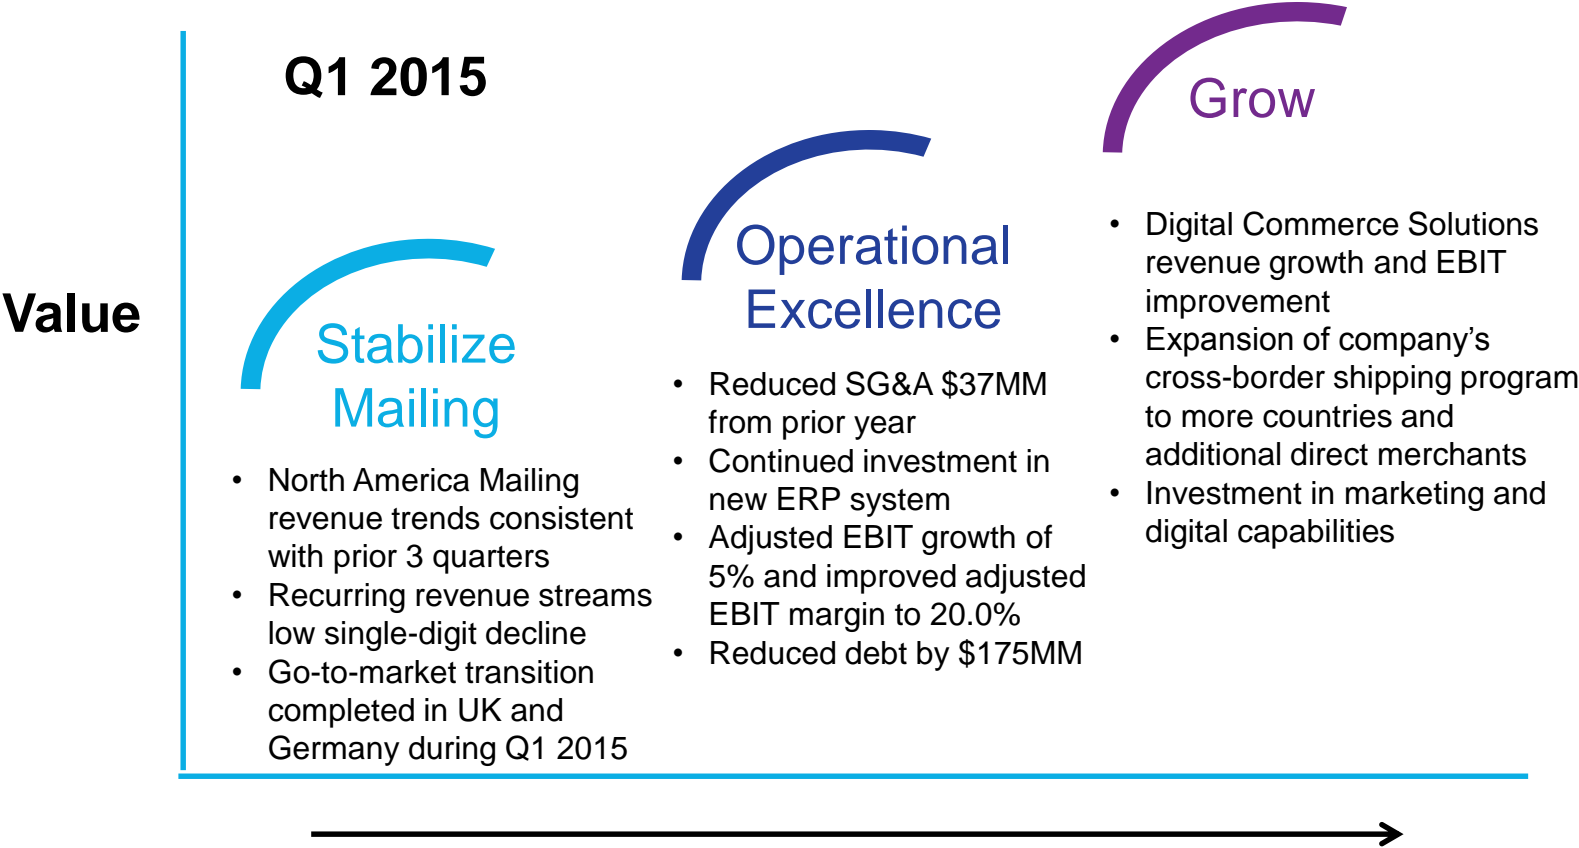 Q1 2015
Value
Stabilize
Mailing
• North America Mailing
revenue trends consistent
with prior 3 quarters
• Recurring revenue streams
low single-digit decline
• Go-to-market transition
completed in UK and
Germany during Q1 2015
Operational
Excellence
• Reduced SG&A $37MM
from prior year
• Continued investment in
new ERP system
• Adjusted EBIT growth of
5% and improved adjusted
EBIT margin to 20.0%
• Reduced debt by $175MM
Grow
• Digital Commerce Solutions
revenue growth and EBIT
improvement
• Expansion of company’s
cross-border shipping program
to more countries and
additional direct merchants
• Investment in marketing and
digital capabilities